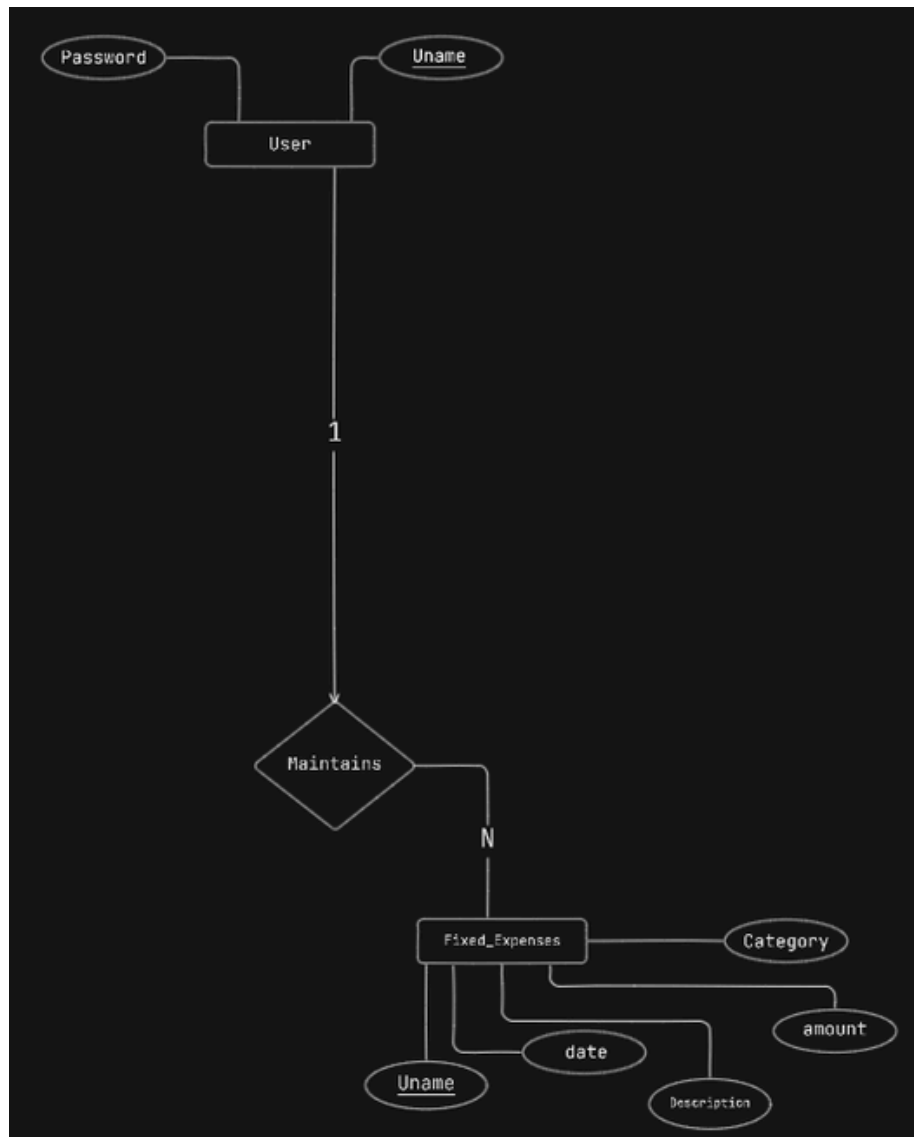 Password
Uname
User
1
Maintains
N
Fixed_Expenses
Category
amount
date
Uname
Description